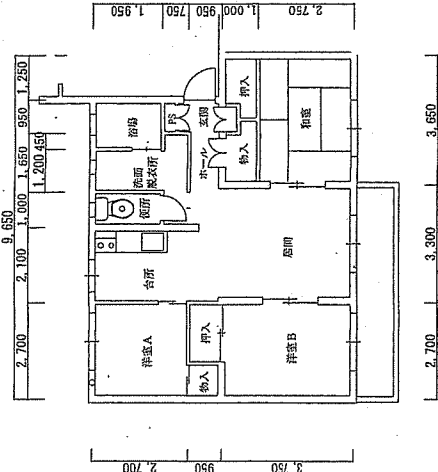 1,950
750
950
1,000
2,750
1,250
950
450
1,650
1,200
1,000
2,100
2,700
9,650
3,650
3,300
2,700
2,700
950
3,750
浴場
PS
玄関
押入
和室
洗面
脱衣所
ホール
物入
便所
台所
居間
洋室A
押入
物入
洋室B